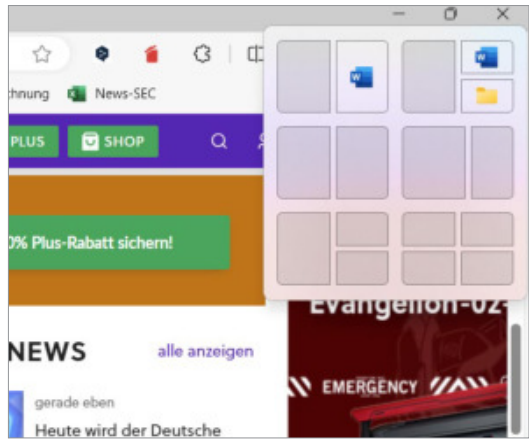 chnung News-SEC
PLUS SHOP
0% Plus-Rabatt sichern!
NEWS alle anzeigen
gerade eben
Heute wird der Deutsche
Evangelion-02-
EMERGENCY